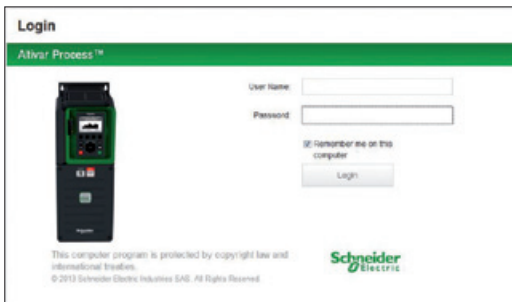 Login
Altivar Process™
User Name:
Password:
Remember me on this
computer
Login
This computer program is protected by copyright law and
international treaties.
© 2013 Schneider Electric Industries SAS. All Rights Reserved.
Schneider
Electric